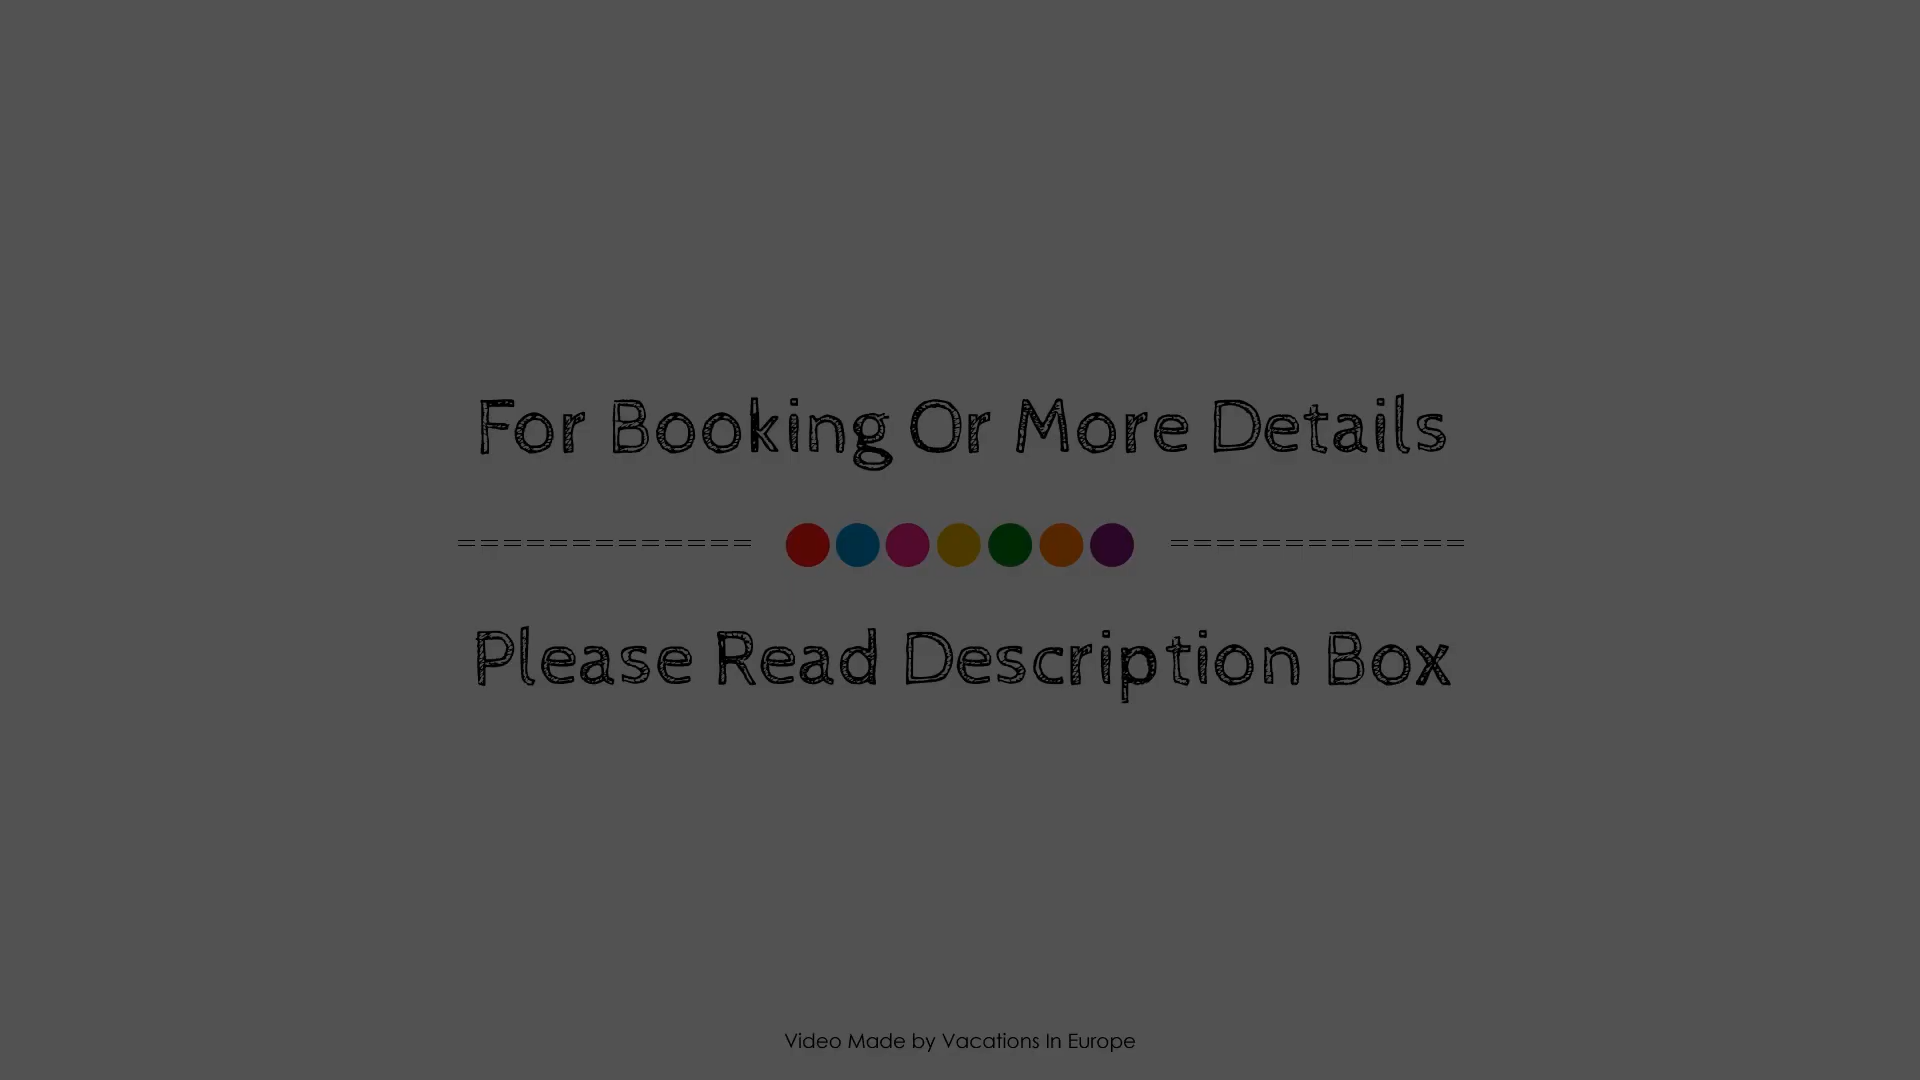 For Booking Or More Details
============= =============
Please Read Description Box
Video Made by Vacations In Europe